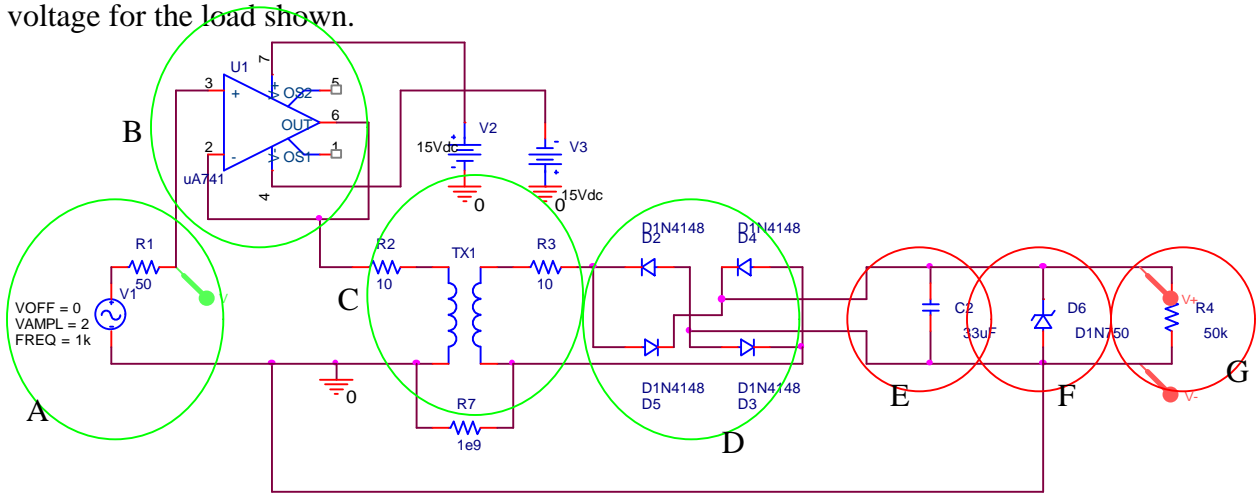 voltage for the load shown.
7
U1
3
+
V+
OS2
5
B
OUT
6
2
-
V-
OS1
1
uA741
4
V2
15Vdc
V3
15Vdc
0
0
A
R1
50
V1
VOFF = 0
VAMPL = 2
FREQ = 1k
V
C
R2
10
TX1
R3
10
D1N4148
D2
D1N4148
D4
D1N4148
D5
D1N4148
D3
D
0
R7
1e9
C2
33uF
E
D6
D1N750
F
V+
R4
50k
V-
G